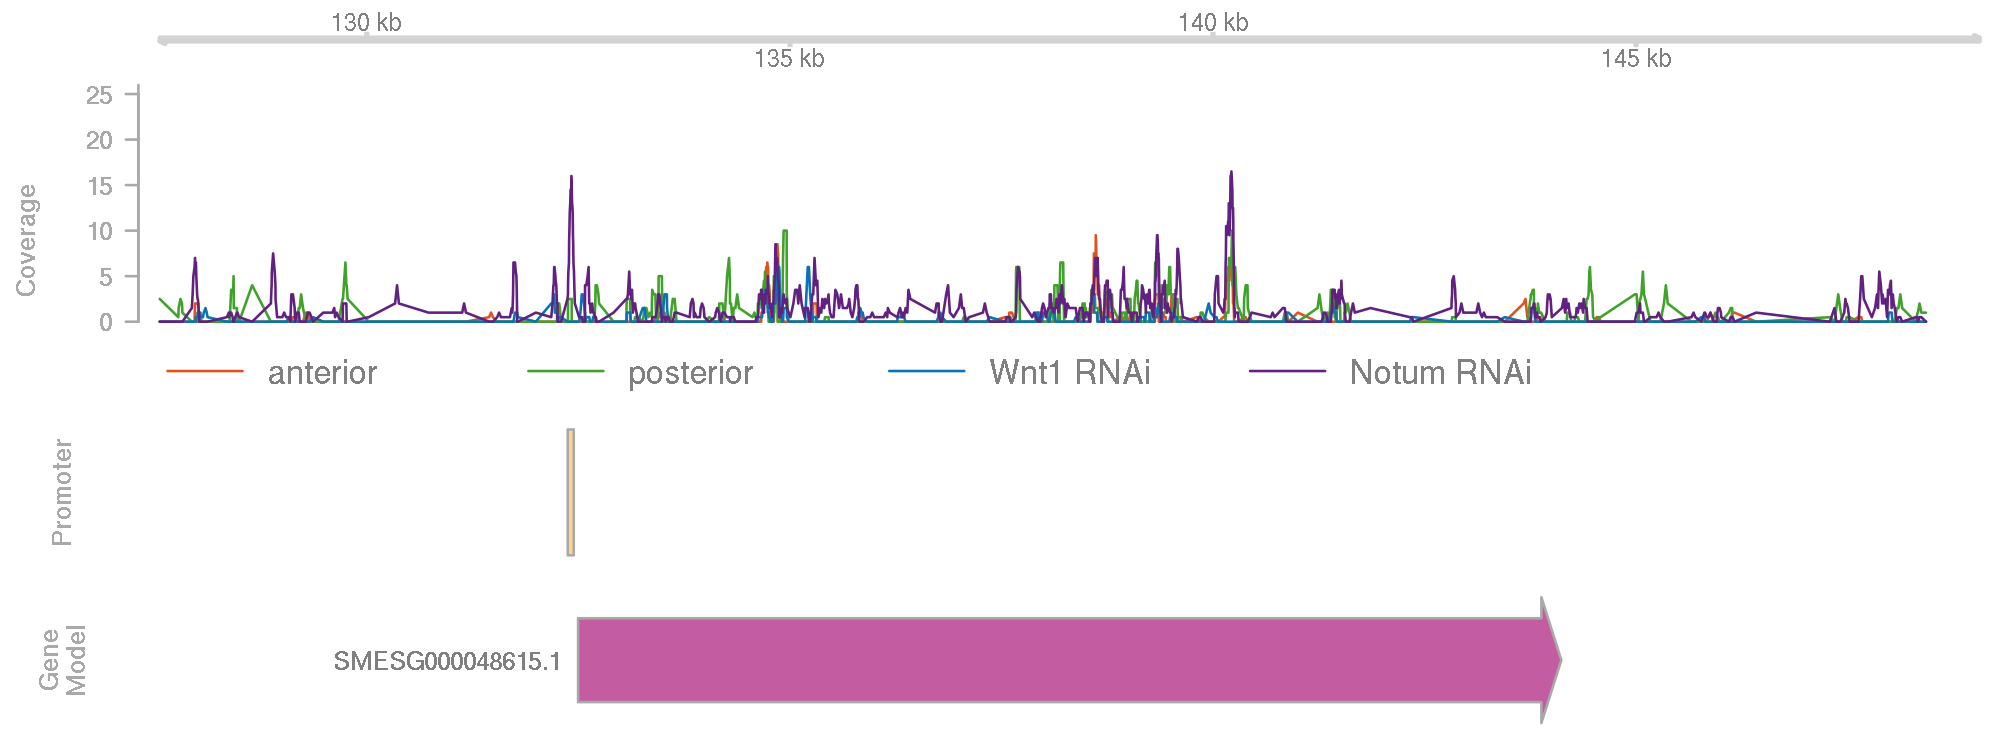 130 kb
140 kb
135 kb
145 kb
Coverage
25
20
15
10
5
0
anterior
posterior
Wnt1 RNAi
Notum RNAi
Promoter
Gene
Model
SMESG000048615.1